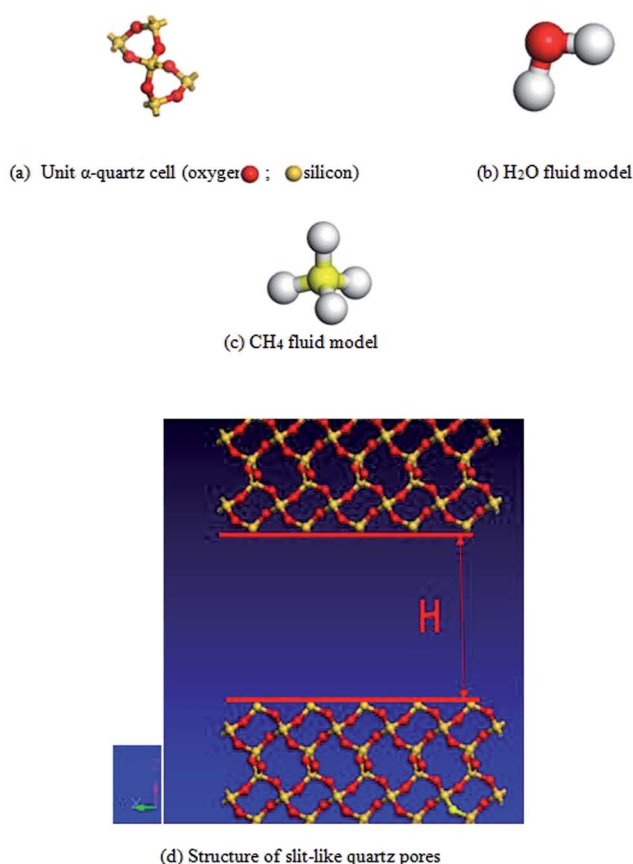 (a) Unit α-quartz cell (oxygen ; silicon)
(b) H₂O fluid model
(c) CH₄ fluid model
H
(d) Structure of slit-like quartz pores